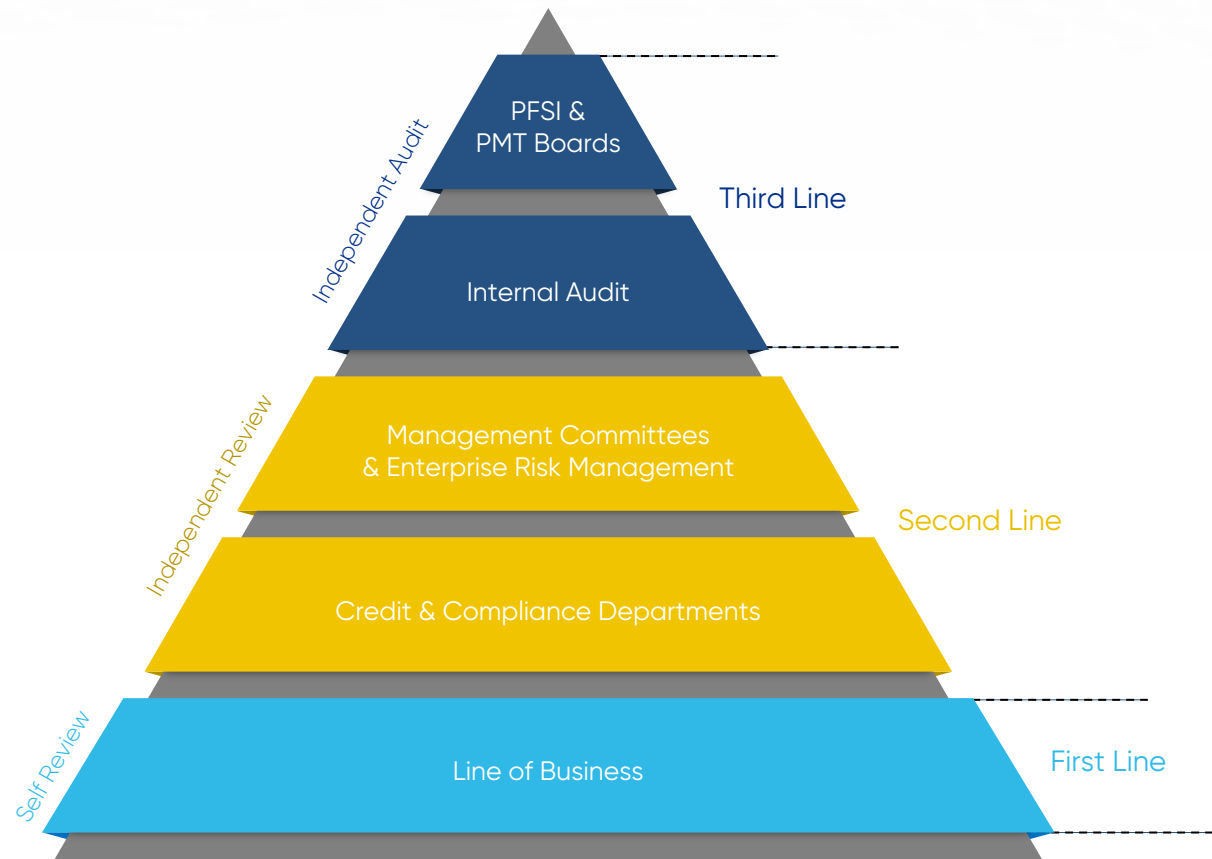 PFSI &
PMT Boards
Independent Audit
Third Line
Internal Audit
Management Committees
& Enterprise Risk Management
Independent Review
Second Line
Credit & Compliance Departments
Self Review
Line of Business
First Line